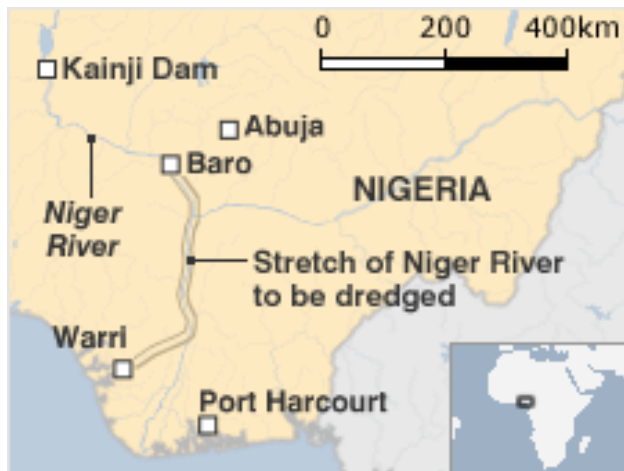 0 200 400km
Kainji Dam
Abuja
Baro
NIGERIA
Niger
River
Stretch of Niger River
to be dredged
Warri
Port Harcourt